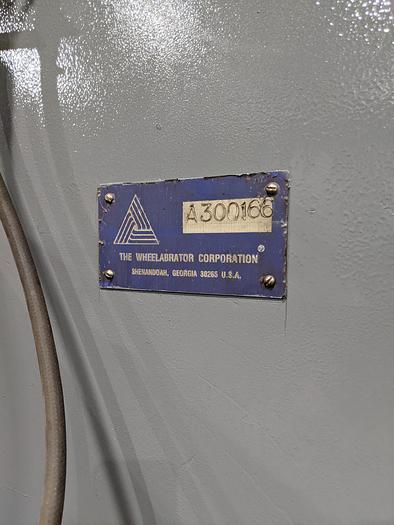 A300166
THE WHEELABRATOR CORPORATION®
SHENANDOAH, GEORGIA 30265 U.S.A.